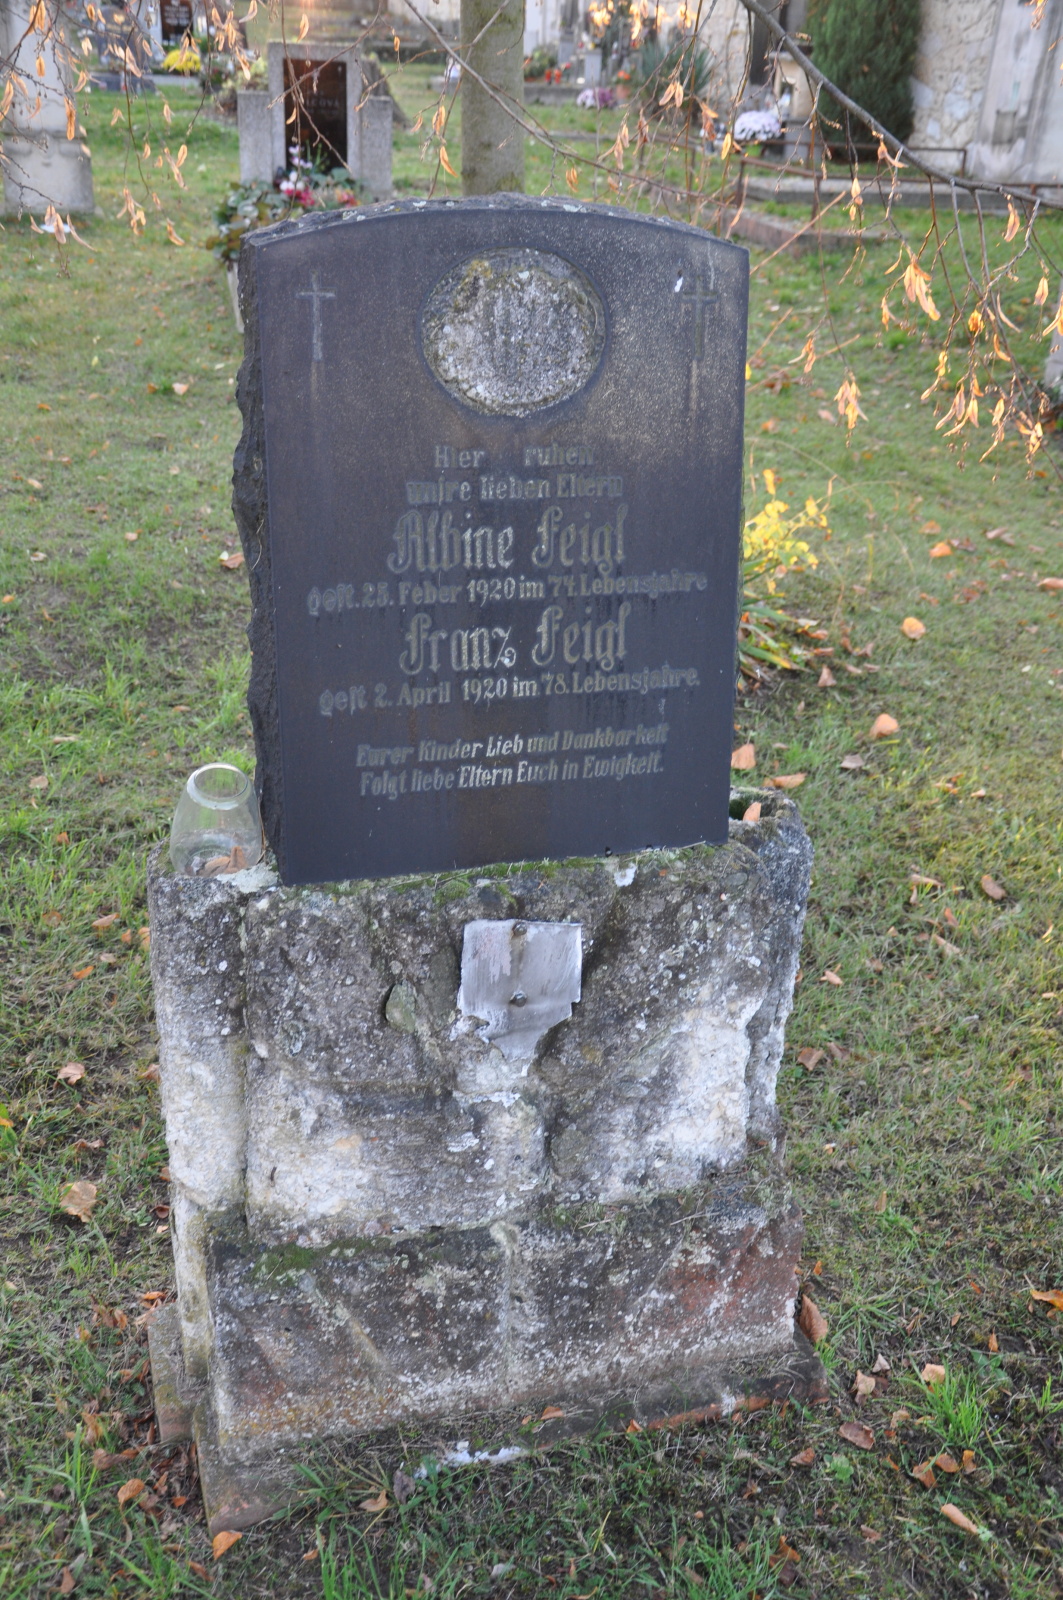 Hier ruhen
unsre lieben Eltern
Albine Feigl
gest. 25. Feber 1920 im 74. Lebensjahre
Franz Feigl
gest 2. April 1920 im 78. Lebensjahre.
Eurer Kinder Lieb und Dankbarkeit
Folgt liebe Eltern Euch in Ewigkeit.